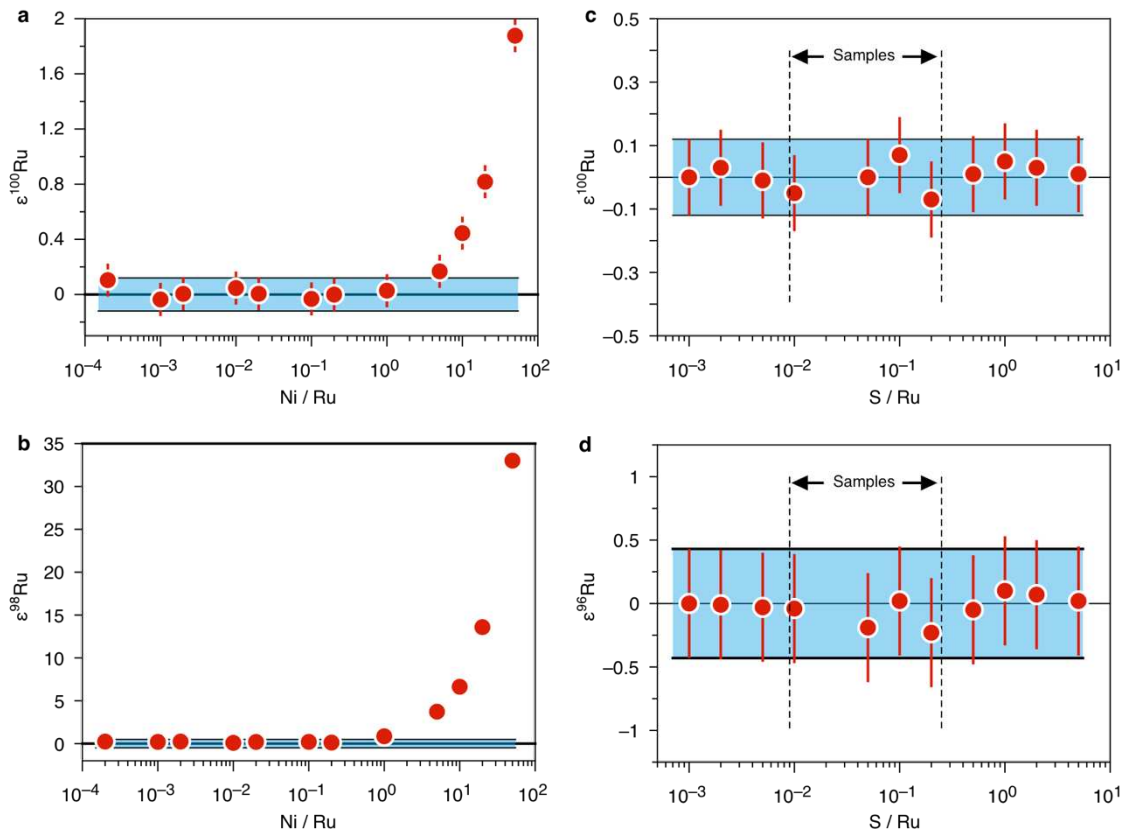 a
2
1.6
1.2
0.8
0.4
0
ε¹⁰⁰Ru
10⁻⁴ 10⁻³ 10⁻² 10⁻¹ 10⁰ 10¹ 10²
Ni / Ru
c
0.5
0.3
0.1
−0.1
−0.3
−0.5
ε¹⁰⁰Ru
Samples
10⁻³ 10⁻² 10⁻¹ 10⁰ 10¹
S / Ru
b
35
30
25
20
15
10
5
0
ε⁹⁸Ru
10⁻⁴ 10⁻³ 10⁻² 10⁻¹ 10⁰ 10¹ 10²
Ni / Ru
d
1
0.5
0
−0.5
−1
ε⁹⁶Ru
Samples
10⁻³ 10⁻² 10⁻¹ 10⁰ 10¹
S / Ru